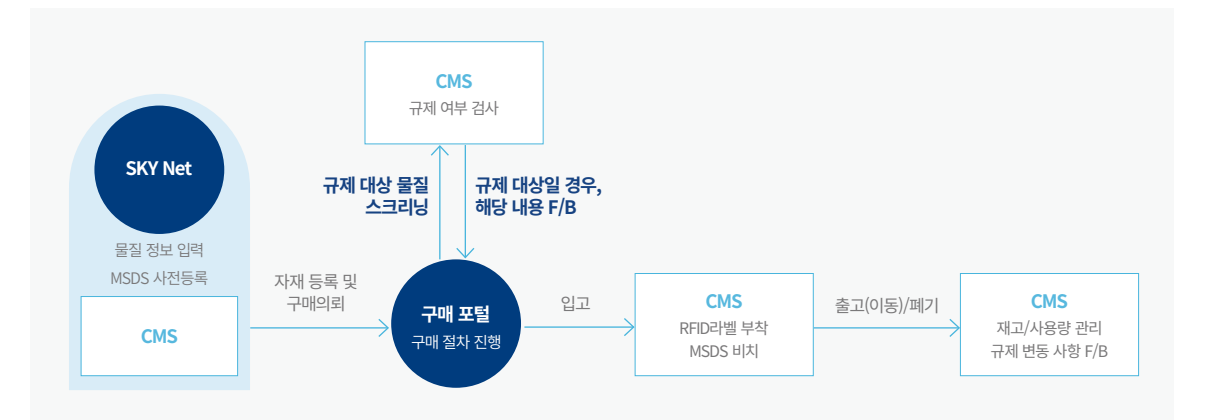 SKY Net
물질 정보 입력
MSDS 사전등록
CMS
자재 등록 및
구매의뢰
CMS
규제 여부 검사
규제 대상 물질
스크리닝
규제 대상일 경우,
해당 내용 F/B
구매 포털
구매 절차 진행
입고
CMS
RFID라벨 부착
MSDS 비치
출고(이동)/폐기
CMS
재고/사용량 관리
규제 변동 사항 F/B